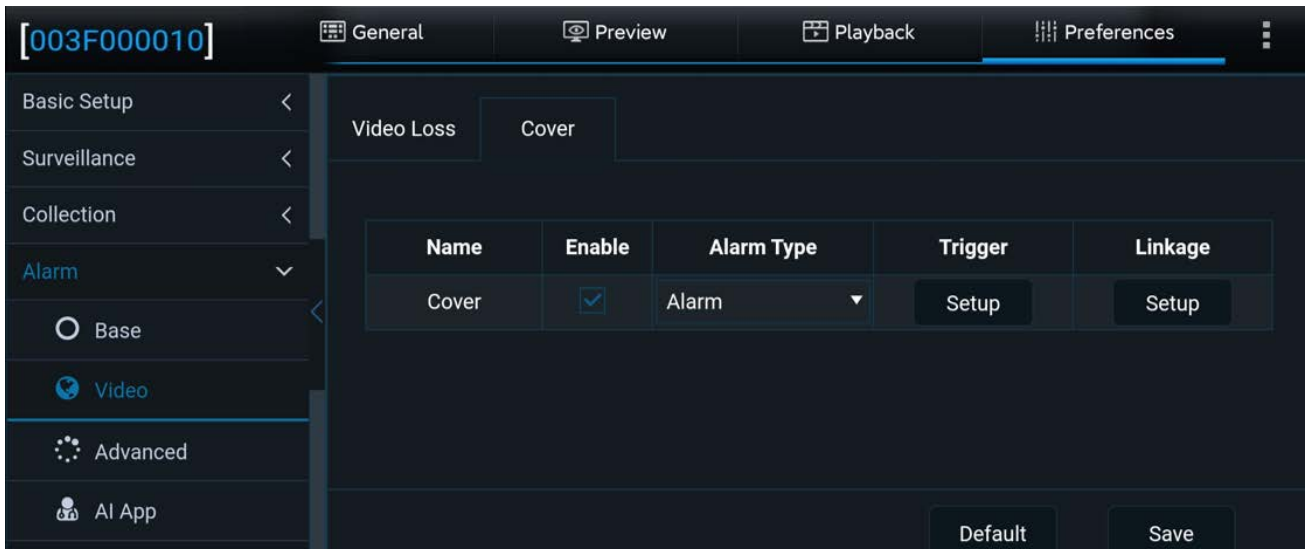 [003F000010]
General
Preview
Playback
Preferences
Basic Setup
Surveillance
Collection
Alarm
Base
Video
Advanced
AI App
Video Loss
Cover
Name Enable Alarm Type Trigger Linkage
Cover Alarm Setup Setup
Default Save